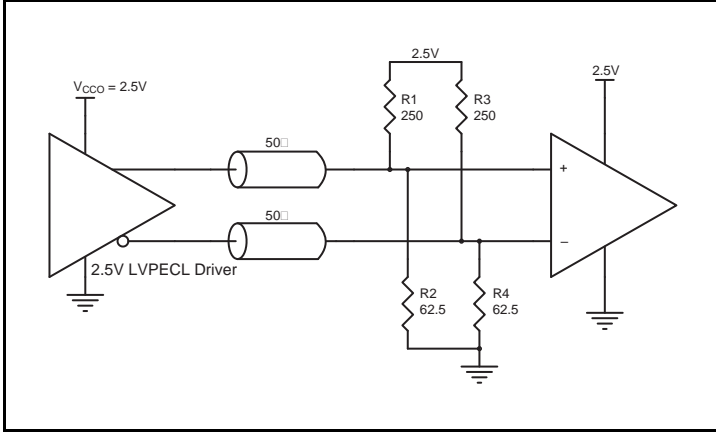 2.5V
V_CCO = 2.5V
2.5V
R1
250
R3
250
50□
+
50□
−
2.5V LVPECL Driver
R2
62.5
R4
62.5